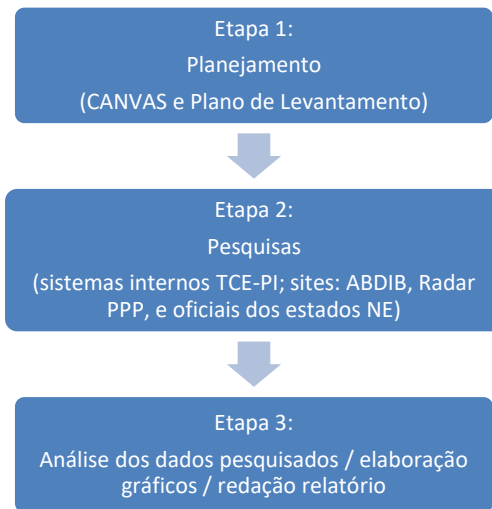 Etapa 1:
Planejamento
(CANVAS e Plano de Levantamento)
Etapa 2:
Pesquisas
(sistemas internos TCE-PI; sites: ABDIB, Radar
PPP, e oficiais dos estados NE)
Etapa 3:
Análise dos dados pesquisados / elaboração
gráficos / redação relatório